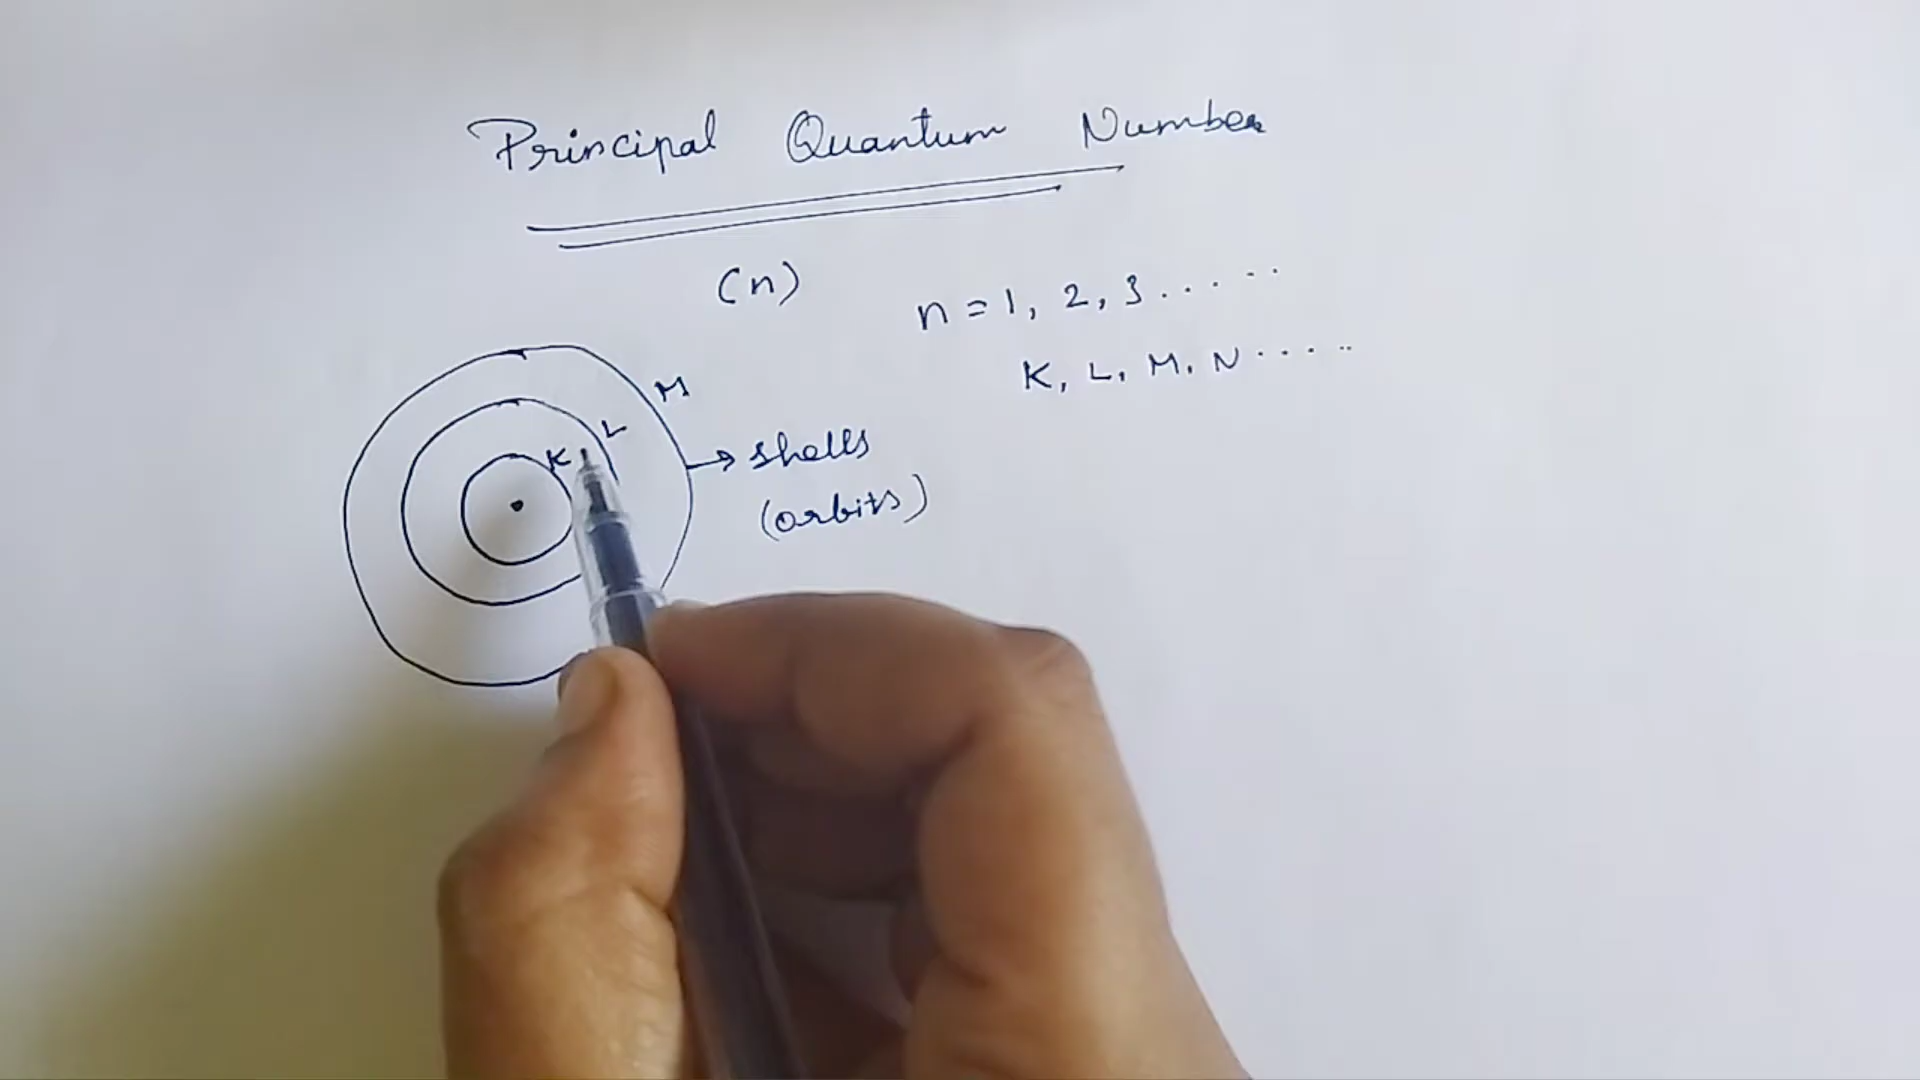 Principal Quantum Number
(n)
n = 1, 2, 3 . . . . . .
K, L, M, N . . . . . .
M
L
K
→ shells
(orbits)